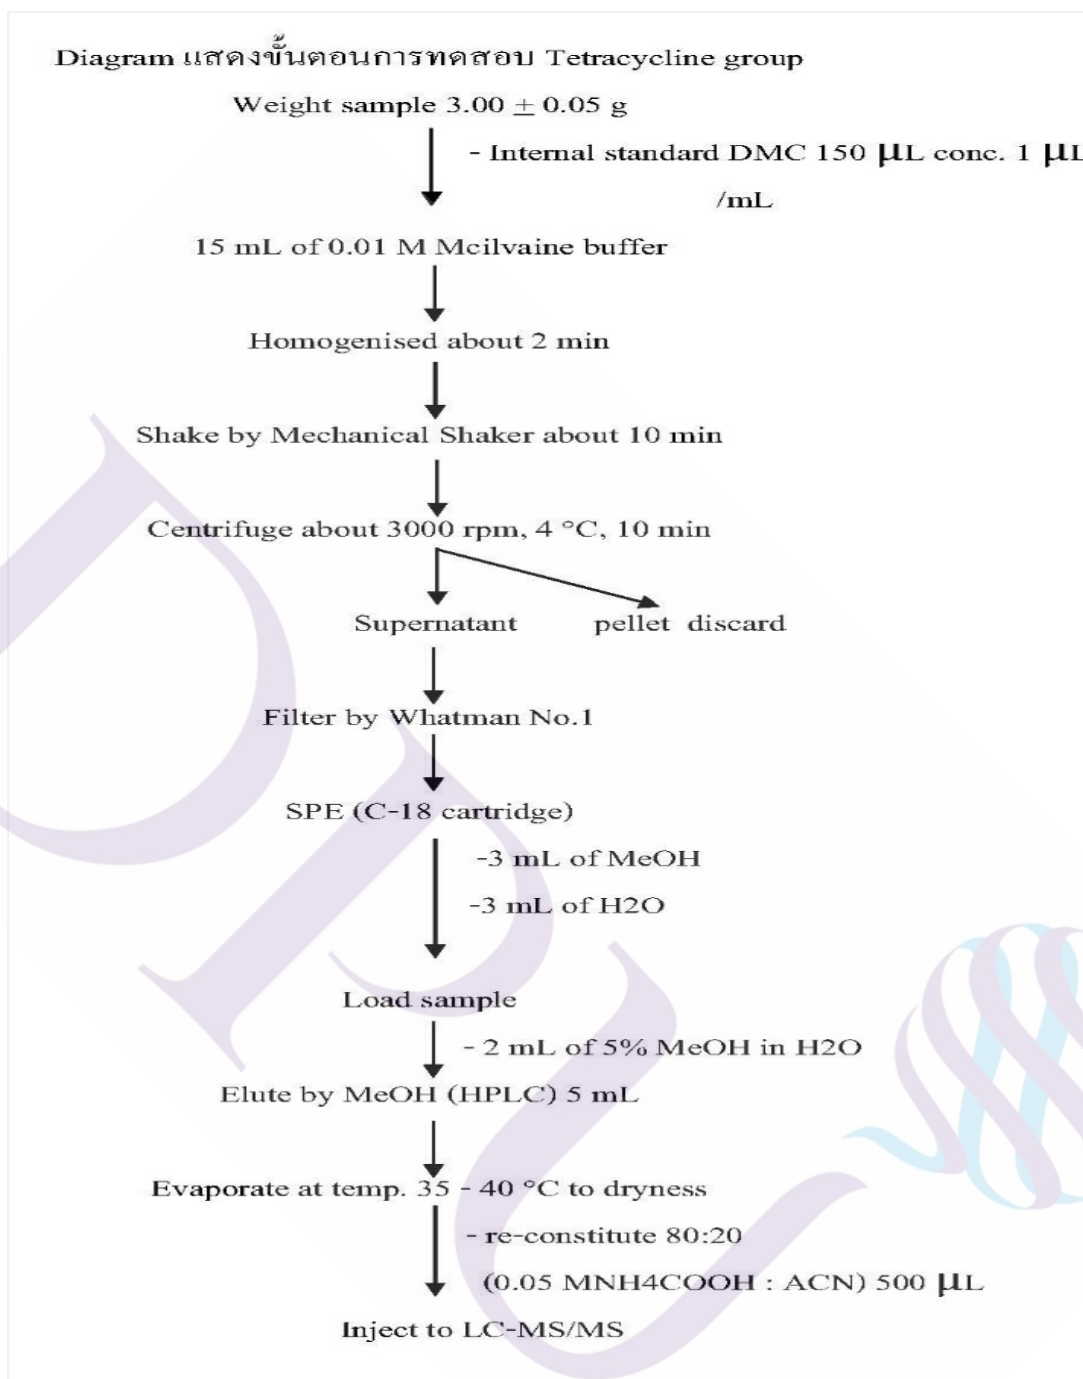 Diagram แสดงขั้นตอนการทดสอบ Tetracycline group
Weight sample 3.00 ± 0.05 g
- Internal standard DMC 150 μL conc. 1 μL
/mL
15 mL of 0.01 M Mcilvaine buffer
Homogenised about 2 min
Shake by Mechanical Shaker about 10 min
Centrifuge about 3000 rpm, 4 °C, 10 min
Supernatant pellet discard
Filter by Whatman No.1
SPE (C-18 cartridge)
-3 mL of MeOH
-3 mL of H2O
Load sample
- 2 mL of 5% MeOH in H2O
Elute by MeOH (HPLC) 5 mL
Evaporate at temp. 35 - 40 °C to dryness
- re-constitute 80:20
(0.05 MNH4COOH : ACN) 500 μL
Inject to LC-MS/MS
DPU